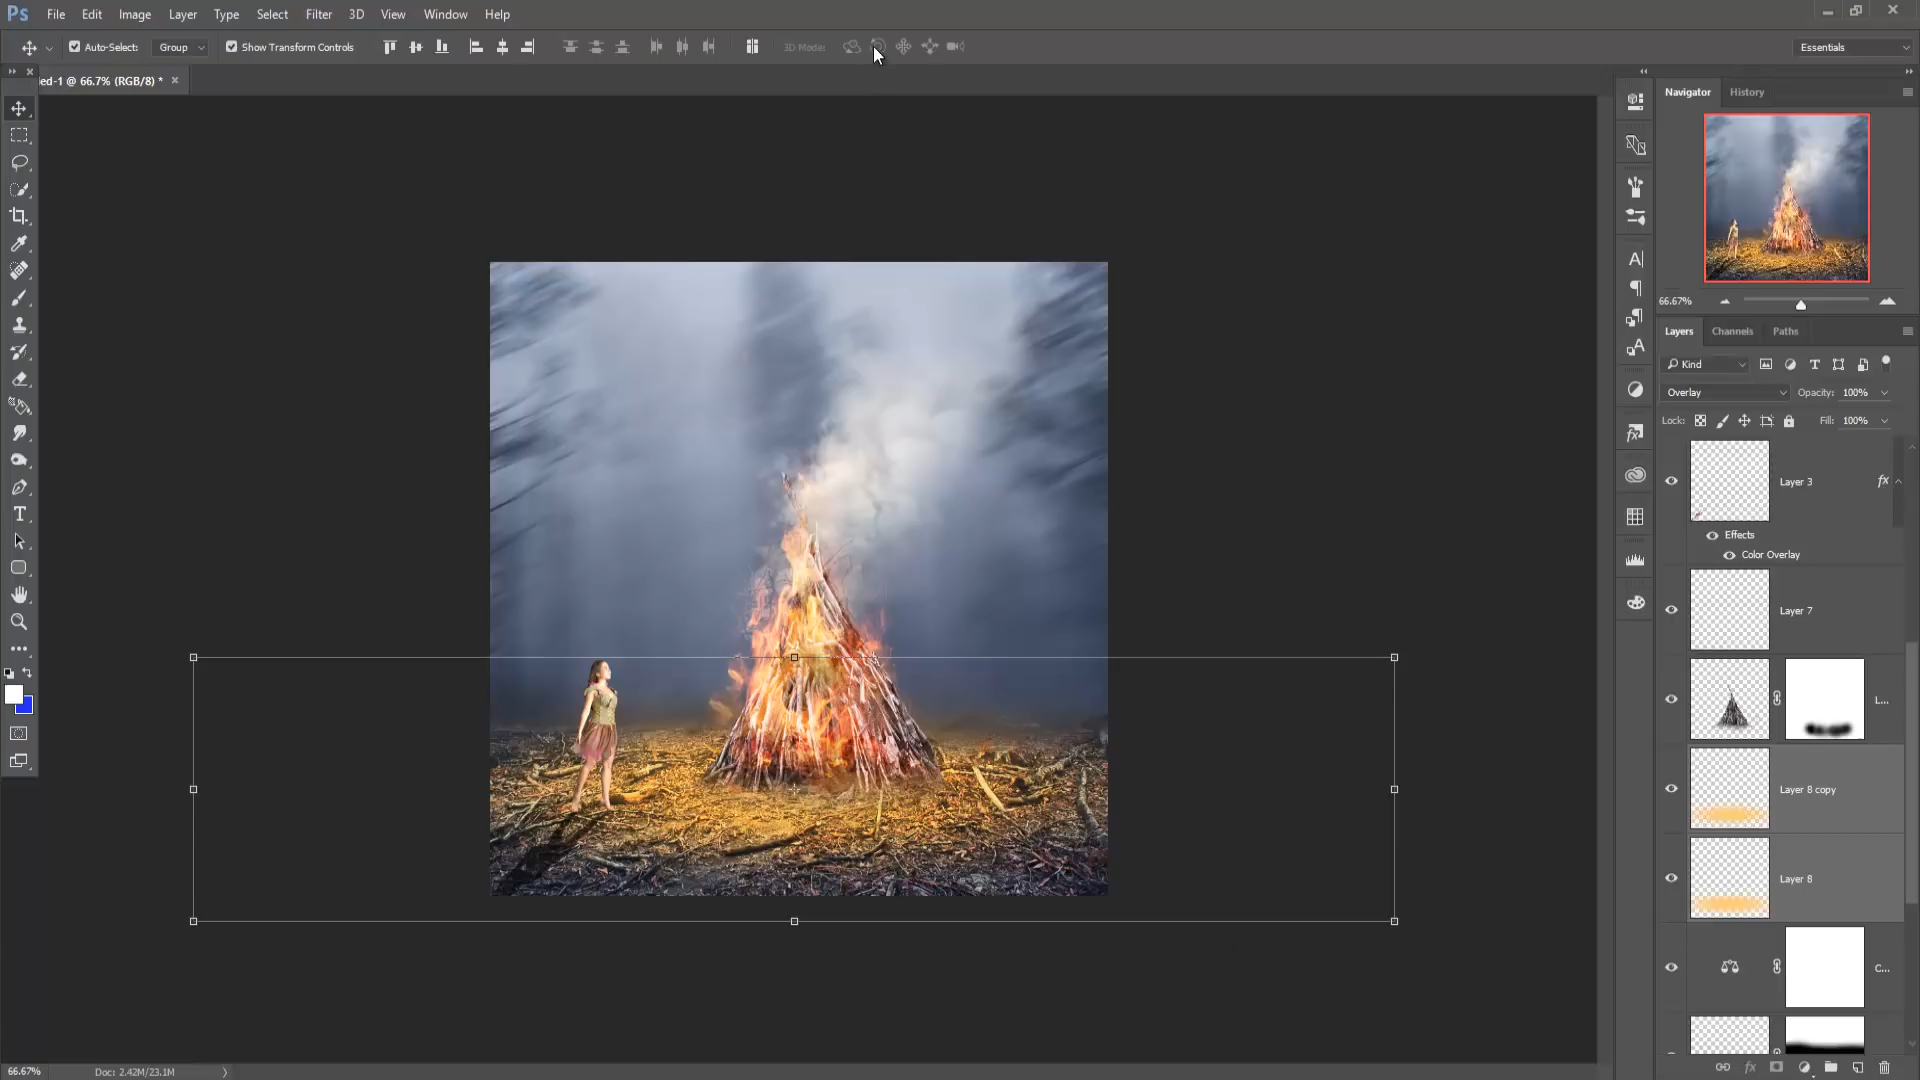 Ps File Edit Image Layer Type Select Filter 3D View Window Help
Auto-Select: Group Show Transform Controls 3D Mode: Essentials
ed-1 @ 66.7% (RGB/8) *
Navigator History
66.67%
Layers Channels Paths
Kind
Overlay Opacity: 100%
Lock: Fill: 100%
Layer 3 fx
Effects
Color Overlay
Layer 7
L...
Layer 8 copy
Layer 8
C...
66.67% Doc: 2.42M/23.1M